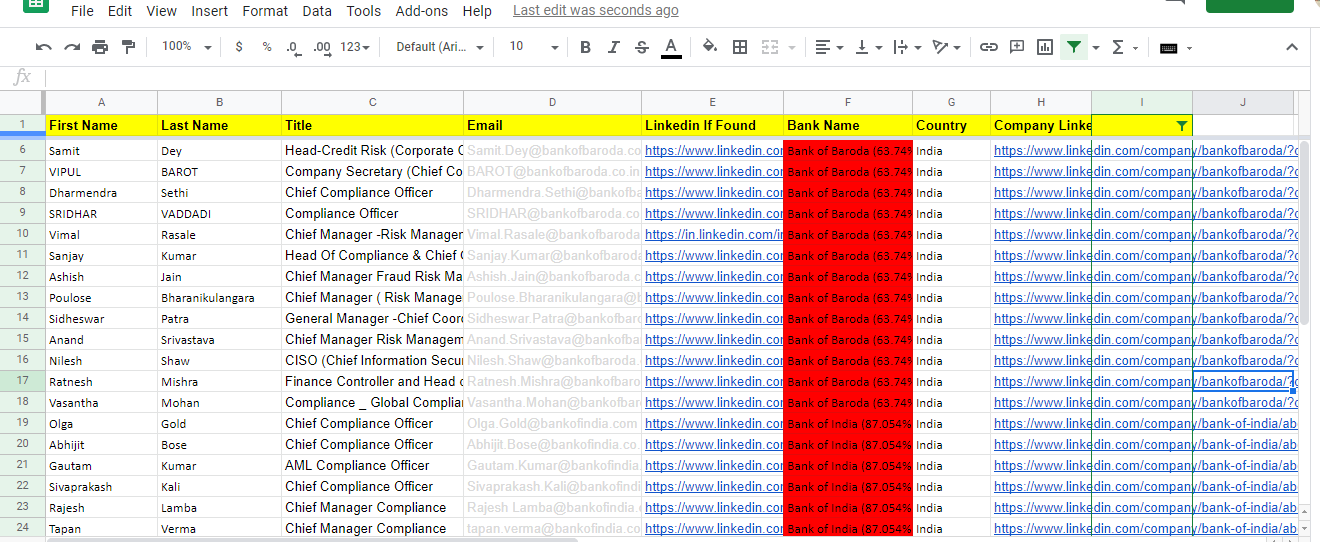 File Edit View Insert Format Data Tools Add-ons Help Last edit was seconds ago
100% $ % .0 .00 123 Default (Ari... 10 B I S A Σ
fx
A B C D E F G H I J
1 First Name Last Name Title Email Linkedin If Found Bank Name Country Company Linke
6 Samit Dey Head-Credit Risk (Corporate C Samit.Dey@bankofbaroda.co https://www.linkedin.cor Bank of Baroda (63.74% India https://www.linkedin.com/company/bankofbaroda/?c
7 VIPUL BAROT Company Secretary (Chief Co BAROT@bankofbaroda.co.in https://www.linkedin.cor Bank of Baroda (63.74% India https://www.linkedin.com/company/bankofbaroda/?c
8 Dharmendra Sethi Chief Compliance Officer Dharmendra.Sethi@bankofba https://www.linkedin.cor Bank of Baroda (63.74% India https://www.linkedin.com/company/bankofbaroda/?c
9 SRIDHAR VADDADI Compliance Officer SRIDHAR@bankofbaroda.co https://www.linkedin.cor Bank of Baroda (63.74% India https://www.linkedin.com/company/bankofbaroda/?c
10 Vimal Rasale Chief Manager -Risk Manager Vimal.Rasale@bankofbaroda https://in.linkedin.com/in Bank of Baroda (63.74% India https://www.linkedin.com/company/bankofbaroda/?c
11 Sanjay Kumar Head Of Compliance & Chief C Sanjay.Kumar@bankofbaroda https://www.linkedin.cor Bank of Baroda (63.74% India https://www.linkedin.com/company/bankofbaroda/?c
12 Ashish Jain Chief Manager Fraud Risk Ma Ashish.Jain@bankofbaroda.c https://www.linkedin.cor Bank of Baroda (63.74% India https://www.linkedin.com/company/bankofbaroda/?c
13 Poulose Bharanikulangara Chief Manager ( Risk Manage Poulose.Bharanikulangara@b https://www.linkedin.cor Bank of Baroda (63.74% India https://www.linkedin.com/company/bankofbaroda/?c
14 Sidheswar Patra General Manager -Chief Coor Sidheswar.Patra@bankofbaro https://www.linkedin.cor Bank of Baroda (63.74% India https://www.linkedin.com/company/bankofbaroda/?c
15 Anand Srivastava Chief Manager Risk Managem Anand.Srivastava@bankofba https://www.linkedin.cor Bank of Baroda (63.74% India https://www.linkedin.com/company/bankofbaroda/?c
16 Nilesh Shaw CISO (Chief Information Secu Nilesh.Shaw@bankofbaroda. https://www.linkedin.cor Bank of Baroda (63.74% India https://www.linkedin.com/company/bankofbaroda/?c
17 Ratnesh Mishra Finance Controller and Head o Ratnesh.Mishra@bankofbaro https://www.linkedin.cor Bank of Baroda (63.74% India https://www.linkedin.com/company/bankofbaroda/?c
18 Vasantha Mohan Compliance _ Global Complian Vasantha.Mohan@bankofbar https://www.linkedin.cor Bank of Baroda (63.74% India https://www.linkedin.com/company/bankofbaroda/?c
19 Olga Gold Chief Compliance Officer Olga.Gold@bankofindia.com https://www.linkedin.cor Bank of India (87.054% India https://www.linkedin.com/company/bank-of-india/ab
20 Abhijit Bose Chief Compliance Officer Abhijit.Bose@bankofindia.co. https://www.linkedin.cor Bank of India (87.054% India https://www.linkedin.com/company/bank-of-india/ab
21 Gautam Kumar AML Compliance Officer Gautam.Kumar@bankofindia. https://www.linkedin.cor Bank of India (87.054% India https://www.linkedin.com/company/bank-of-india/ab
22 Sivaprakash Kali Chief Compliance Officer Sivaprakash.Kali@bankofindi https://www.linkedin.cor Bank of India (87.054% India https://www.linkedin.com/company/bank-of-india/ab
23 Rajesh Lamba Chief Manager Compliance Rajesh Lamba@bankofindia. https://www.linkedin.cor Bank of India (87.054% India https://www.linkedin.com/company/bank-of-india/ab
24 Tapan Verma Chief Manager Compliance tapan.verma@bankofindia.co https://www.linkedin.cor Bank of India (87.054% India https://www.linkedin.com/company/bank-of-india/ab